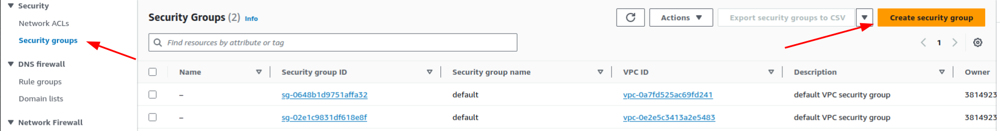 Security
Network ACLs
Security groups
DNS firewall
Rule groups
Domain lists
Network Firewall
Security Groups (2) Info
Actions
Export security groups to CSV
Create security group
Find resources by attribute or tag
1
Name Security group ID Security group name VPC ID Description Owner
– sg-0648b1d9751affa32 default vpc-0a7fd525ac69fd241 default VPC security group 3814923
– sg-02e1c9831df618e8f default vpc-0e2e5c3413a2e5483 default VPC security group 3814923